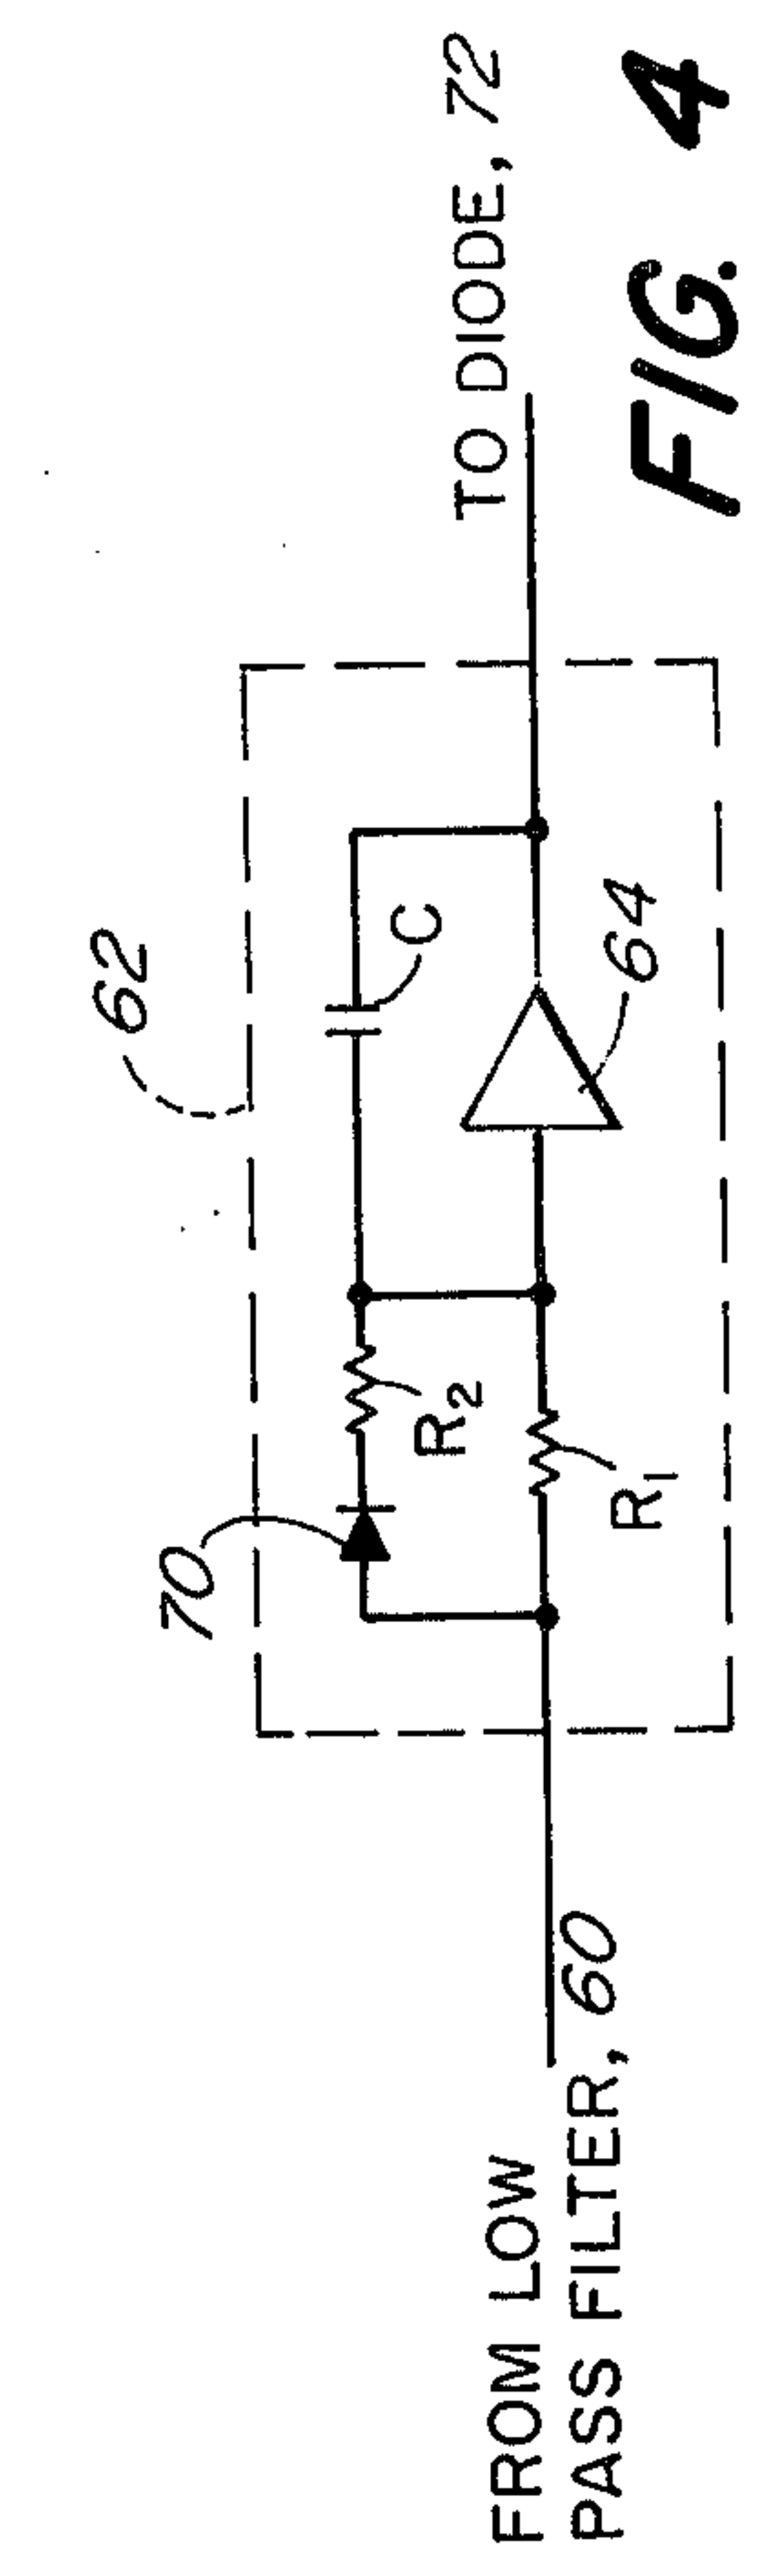 62
70
C
TO DIODE, 72
R2
64
R1
FROM LOW
PASS FILTER, 60
FIG. 4